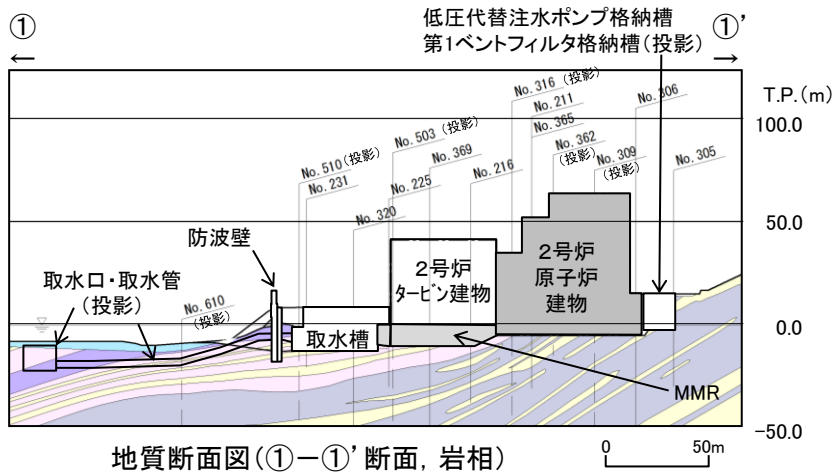 ①
①’
低圧代替注水ポンプ格納槽
第1ベントフィルタ格納槽(投影)
T.P.(m)
No. 316 (投影)
No. 211
No. 365
No. 306
100.0
No. 503 (投影)
No. 362
(投影)
No. 510 (投影)
No. 369
No. 309
(投影)
No. 305
No. 231
No. 225
No. 216
No. 320
50.0
防波壁
2号炉
タービン建物
2号炉
原子炉
建物
取水口・取水管
(投影)
No. 610
(投影)
取水槽
0.0
MMR
-50.0
地質断面図(①-①’断面, 岩相)
0
50m